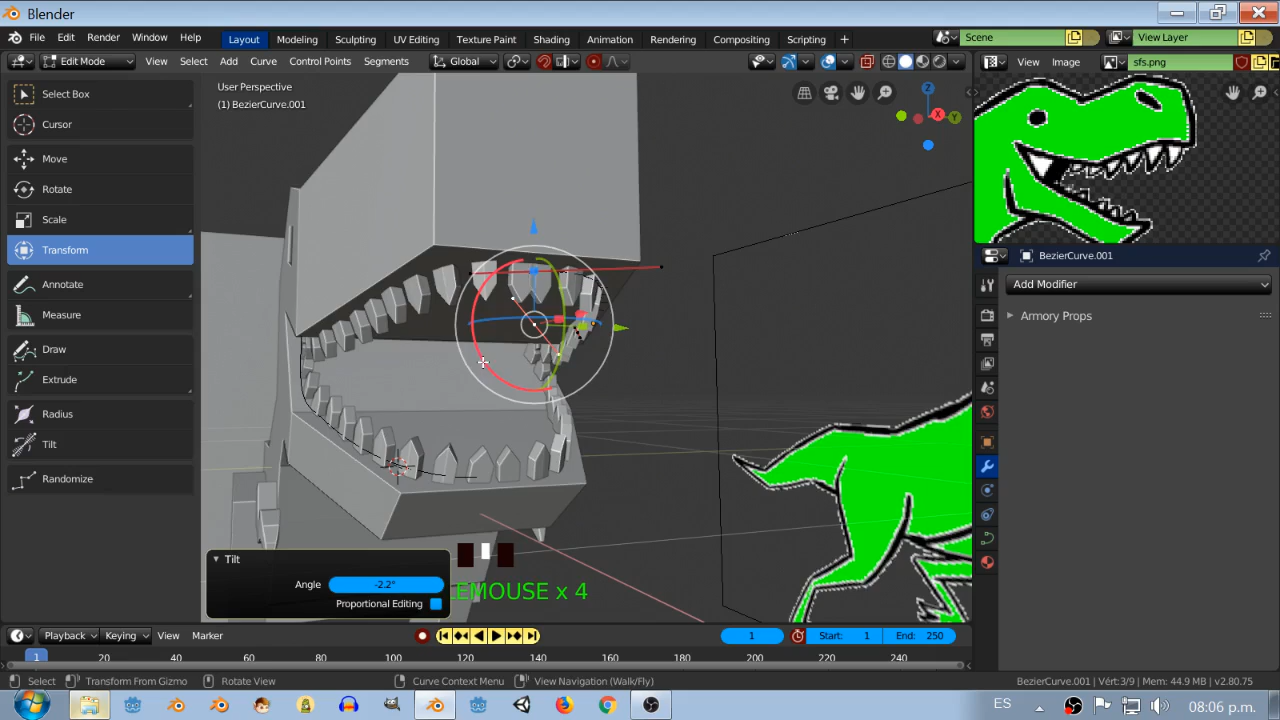 Blender
File Edit Render Window Help Layout Modeling Sculpting UV Editing Texture Paint Shading Animation Rendering Compositing Scripting + Scene View Layer
Edit Mode View Select Add Curve Control Points Segments Global View Image sfs.png
Select Box
Cursor
Move
Rotate
Scale
Transform
Annotate
Measure
Draw
Extrude
Radius
Tilt
Randomize
User Perspective
(1) BezierCurve.001
Z
X
Y
BezierCurve.001
Add Modifier
Armory Props
Tilt
Angle -2.2°
Proportional Editing
LEMOUSE x 4
Playback Keying View Marker 1 Start: 1 End: 250
1 20 40 60 80 100 120 140 160 180 200 220 240
Select Transform From Gizmo Rotate View Curve Context Menu View Navigation (Walk/Fly) BezierCurve.001 | Vért:3/9 | Mem: 44.9 MB | v2.80.75
ES 08:06 p.m.